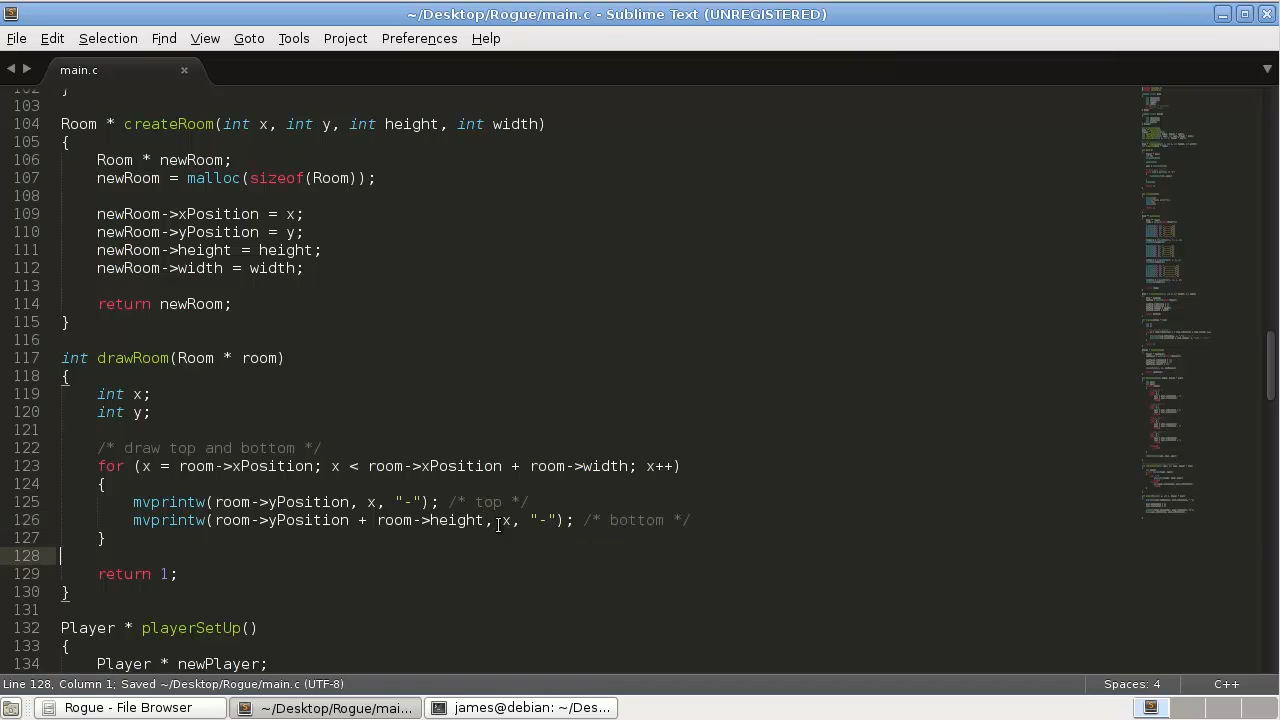 ~/Desktop/Rogue/main.c - Sublime Text (UNREGISTERED)
File Edit Selection Find View Goto Tools Project Preferences Help
main.c
102 }
103
104 Room * createRoom(int x, int y, int height, int width)
105 {
106 Room * newRoom;
107 newRoom = malloc(sizeof(Room));
108
109 newRoom->xPosition = x;
110 newRoom->yPosition = y;
111 newRoom->height = height;
112 newRoom->width = width;
113
114 return newRoom;
115 }
116
117 int drawRoom(Room * room)
118 {
119 int x;
120 int y;
121
122 /* draw top and bottom */
123 for (x = room->xPosition; x < room->xPosition + room->width; x++)
124 {
125 mvprintw(room->yPosition, x, "-"); /* top */
126 mvprintw(room->yPosition + room->height, x, "-"); /* bottom */
127 }
128
129 return 1;
130 }
131
132 Player * playerSetUp()
133 {
134 Player * newPlayer;
Line 128, Column 1; Saved ~/Desktop/Rogue/main.c (UTF-8) Spaces: 4 C++
Rogue - File Browser ~/Desktop/Rogue/mai... james@debian: ~/Des...